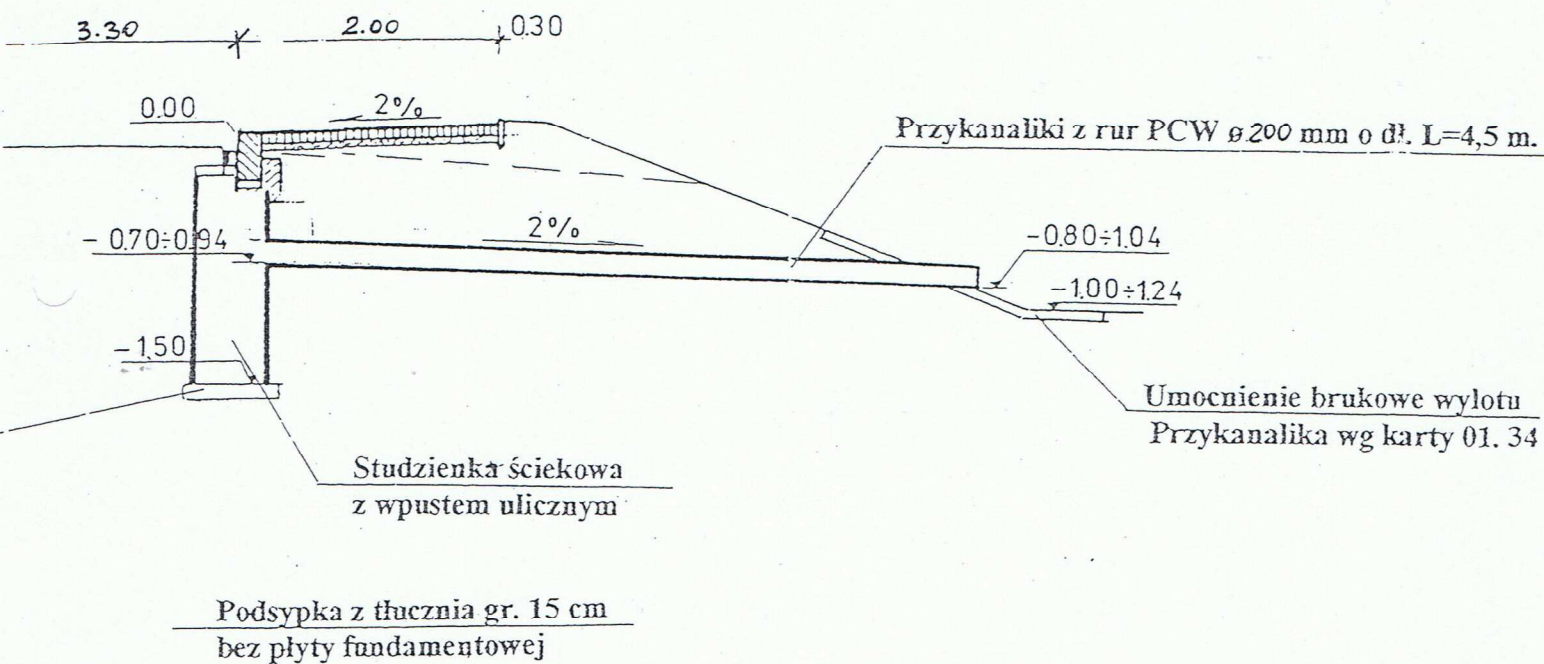 3.30 2.00 0.30
0.00 2%
Przykanaliki z rur PCW ø 200 mm o dł. L=4,5 m.
- 0.70÷0.94 2% -0.80÷1.04
-1.00÷1.24
-1.50
Umocnienie brukowe wylotu
Przykanalika wg karty 01. 34
Studzienka ściekowa
z wpustem ulicznym
Podsypka z tłucznia gr. 15 cm
bez płyty fundamentowej